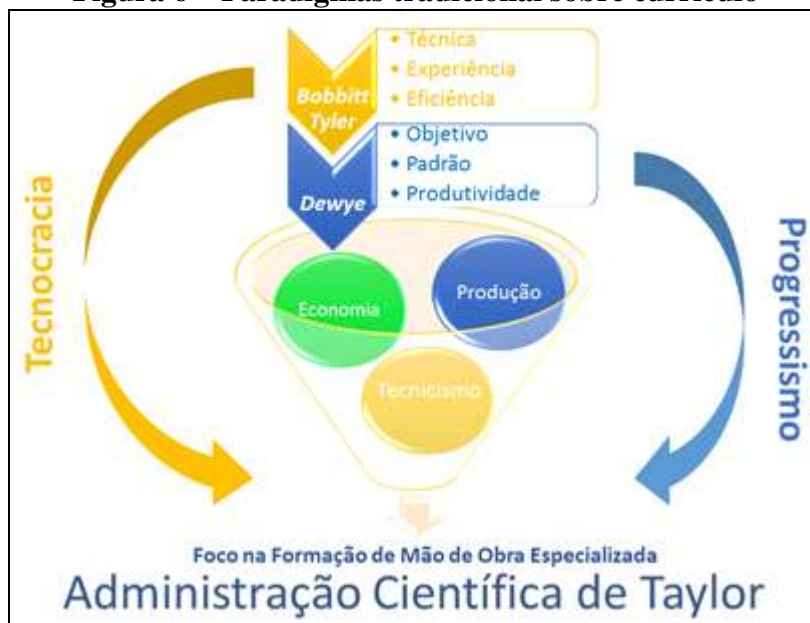 Figura 6 – Paradigmas tradicional sobre currículo
Bobbitt
Tyler
• Técnica
• Experiência
• Eficiência
Dewye
• Objetivo
• Padrão
• Produtividade
Tecnocracia
Progressismo
Economia
Produção
Tecnicismo
Foco na Formação de Mão de Obra Especializada
Administração Científica de Taylor